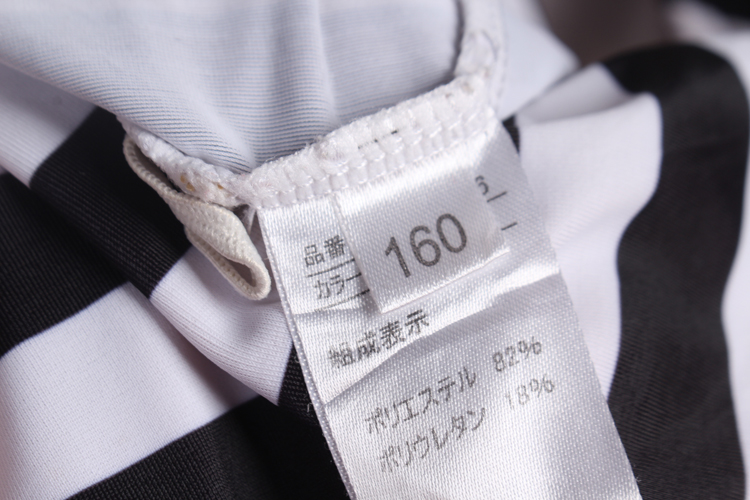 160
品番
カラー
組成表示
ポリエステル 82%
ポリウレタン 18%